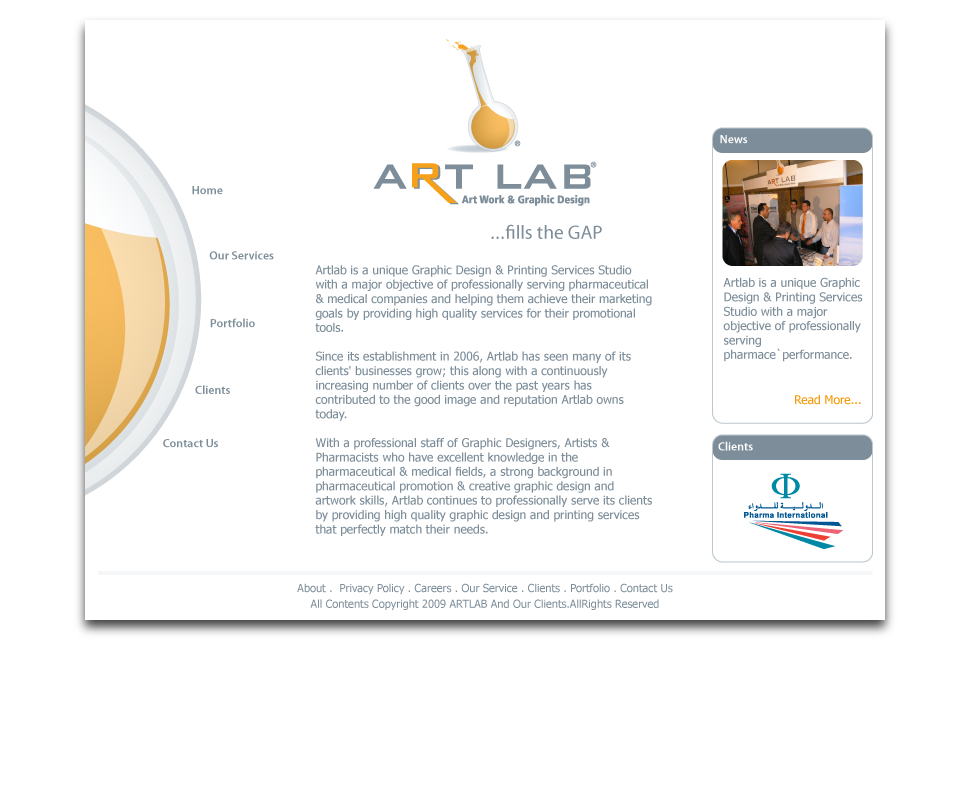 ART LAB®
Art Work & Graphic Design
...fills the GAP
Home
Our Services
Portfolio
Clients
Contact Us
Artlab is a unique Graphic Design & Printing Services Studio
with a major objective of professionally serving pharmaceutical
& medical companies and helping them achieve their marketing
goals by providing high quality services for their promotional
tools.
Since its establishment in 2006, Artlab has seen many of its
clients' businesses grow; this along with a continuously
increasing number of clients over the past years has
contributed to the good image and reputation Artlab owns
today.
With a professional staff of Graphic Designers, Artists &
Pharmacists who have excellent knowledge in the
pharmaceutical & medical fields, a strong background in
pharmaceutical promotion & creative graphic design and
artwork skills, Artlab continues to professionally serve its clients
by providing high quality graphic design and printing services
that perfectly match their needs.
News
ART LAB
Artlab is a unique Graphic
Design & Printing Services
Studio with a major
objective of professionally
serving
pharmace`performance.
Read More...
Clients
الدولية للدواء
Pharma International
About .  Privacy Policy . Careers . Our Service . Clients . Portfolio . Contact Us
All Contents Copyright 2009 ARTLAB And Our Clients.AllRights Reserved